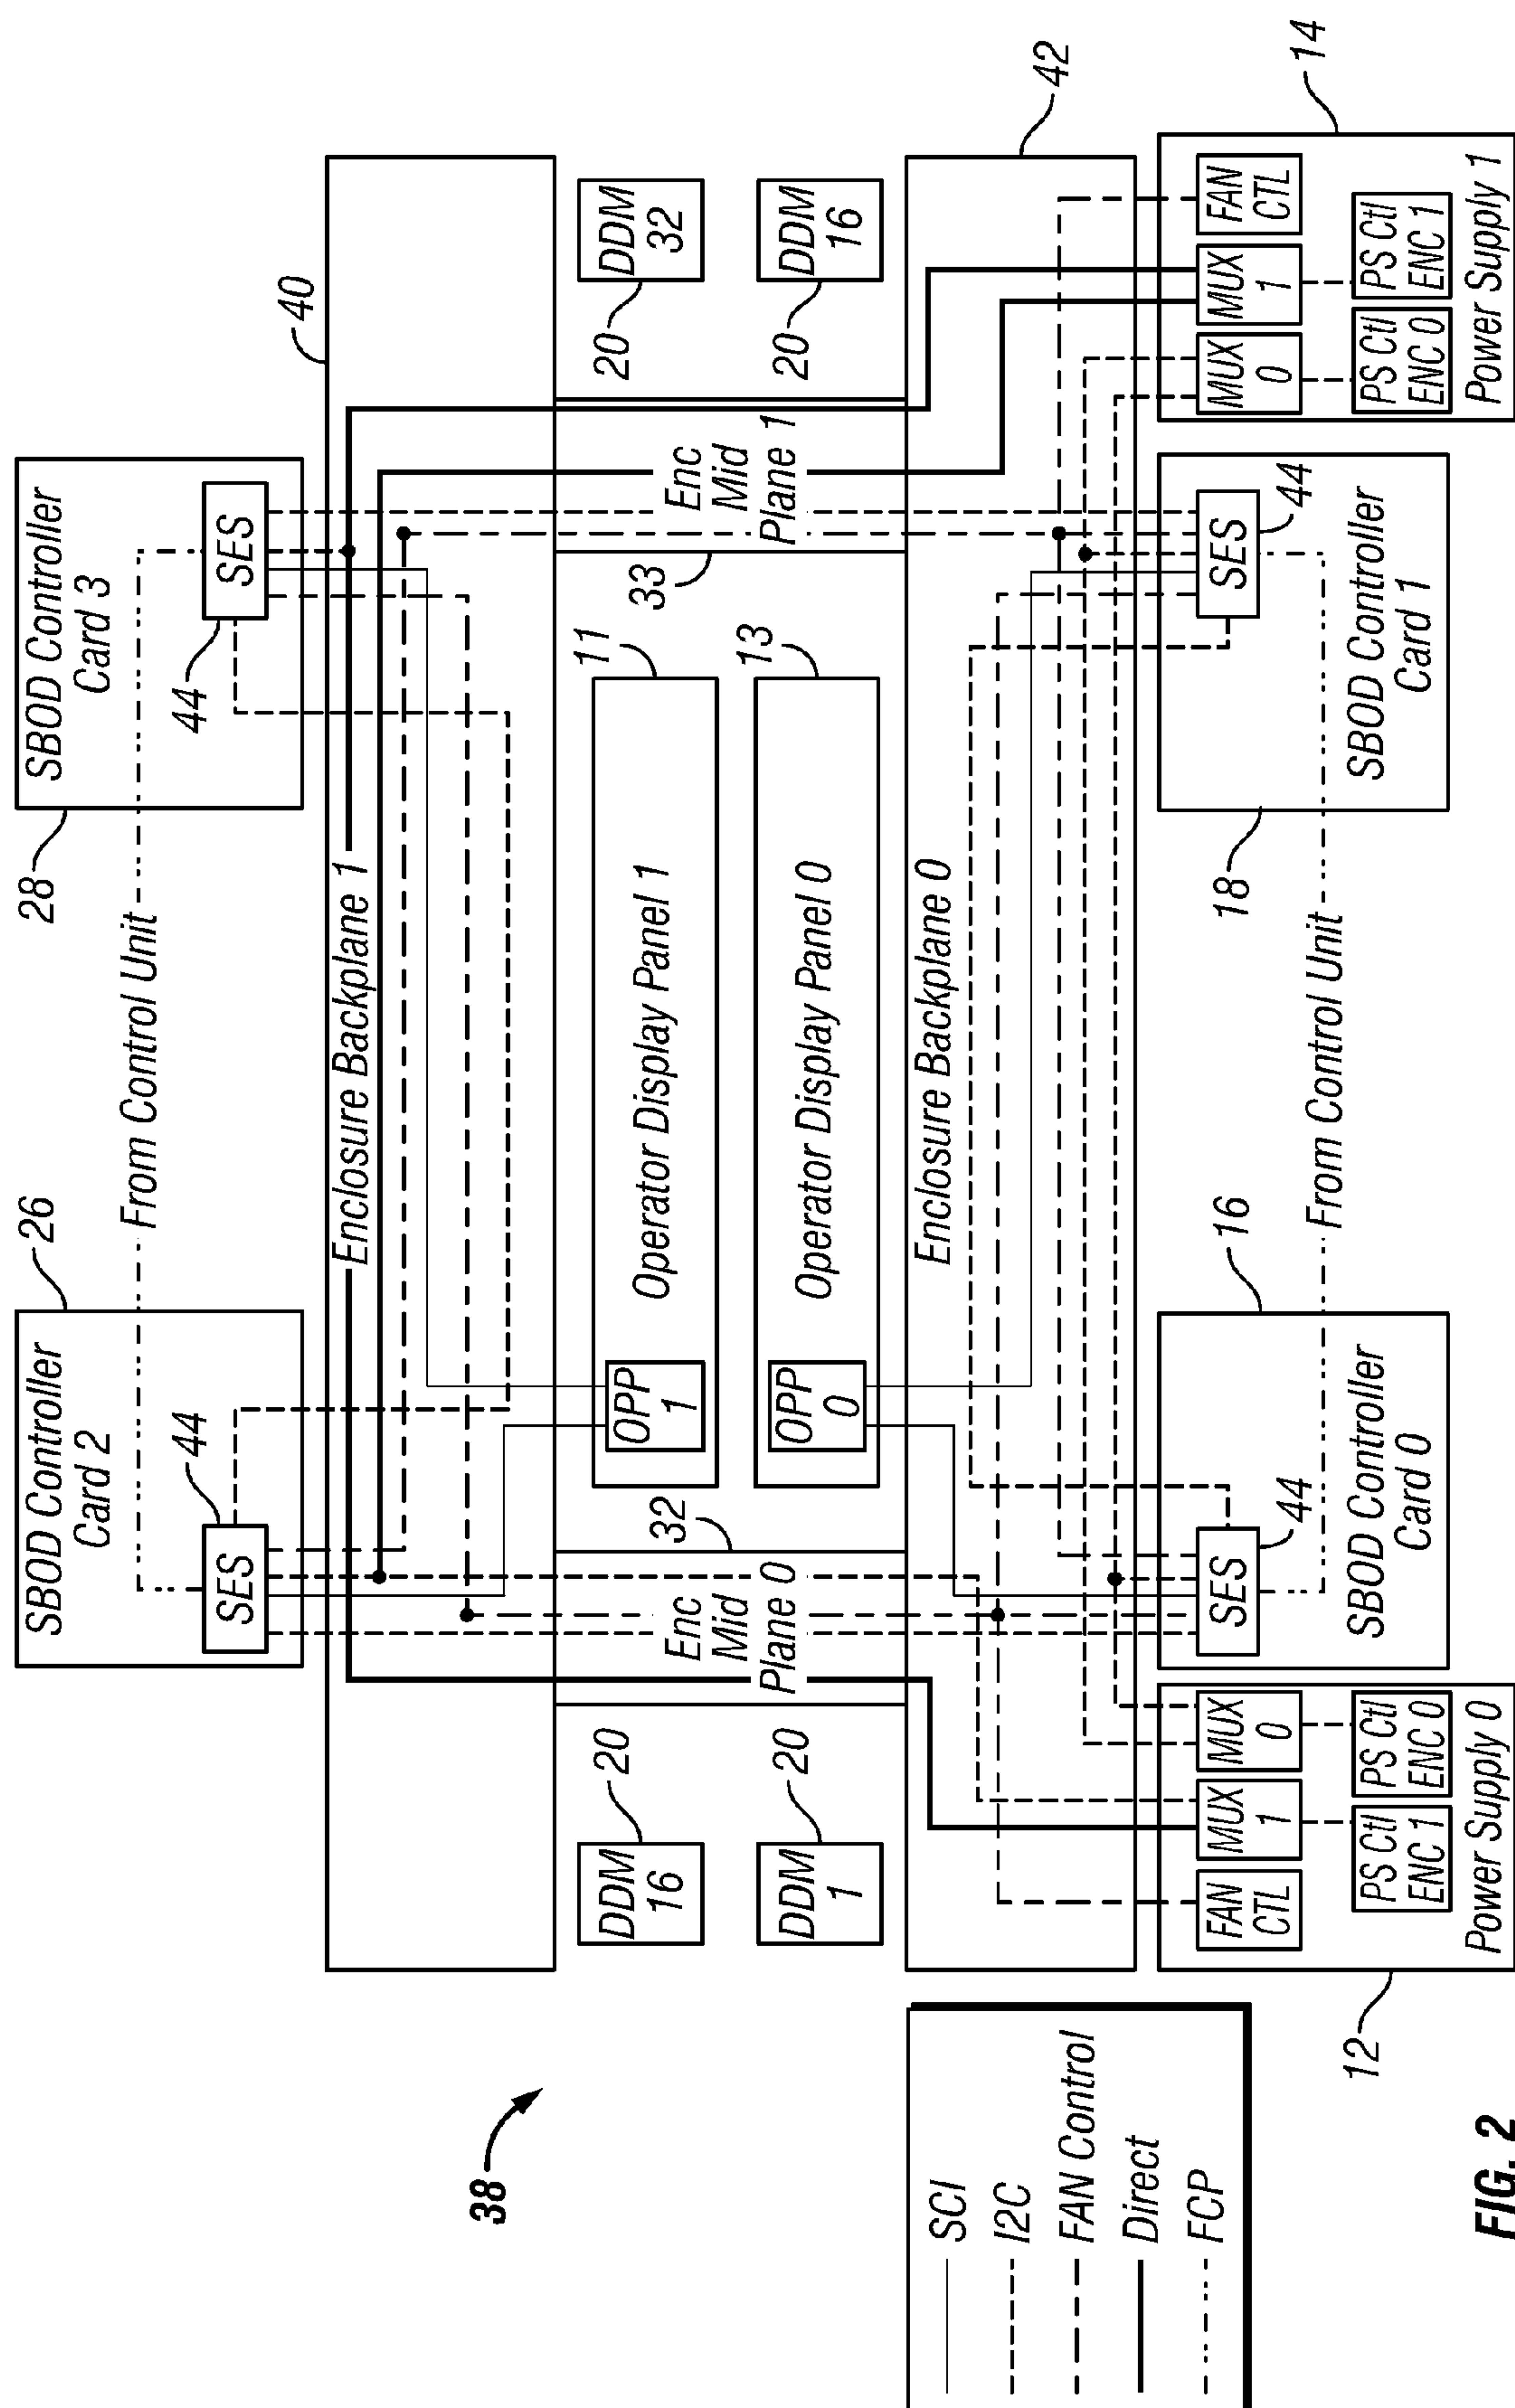 26
28
SBOD Controller
Card 2
44
SES
From Control Unit
SBOD Controller
Card 3
44
SES
40
38
Enclosure Backplane 1
DDM
16
20
DDM
1
20
Enc
Mid
Plane 0
32
OPP
1
Operator Display Panel 1
11
OPP
0
Operator Display Panel 0
13
33
Enc
Mid
Plane 1
DDM
32
20
DDM
16
20
Enclosure Backplane 0
42
SCI
I2C
FAN Control
Direct
FCP
12
FAN
CTL
MUX
1
MUX
0
PS Ctl
ENC 1
PS Ctl
ENC 0
Power Supply 0
SES
44
SBOD Controller
Card 0
16
From Control Unit
18
SES
44
SBOD Controller
Card 1
MUX
0
MUX
1
FAN
CTL
PS Ctl
ENC 0
PS Ctl
ENC 1
Power Supply 1
14
FIG. 2